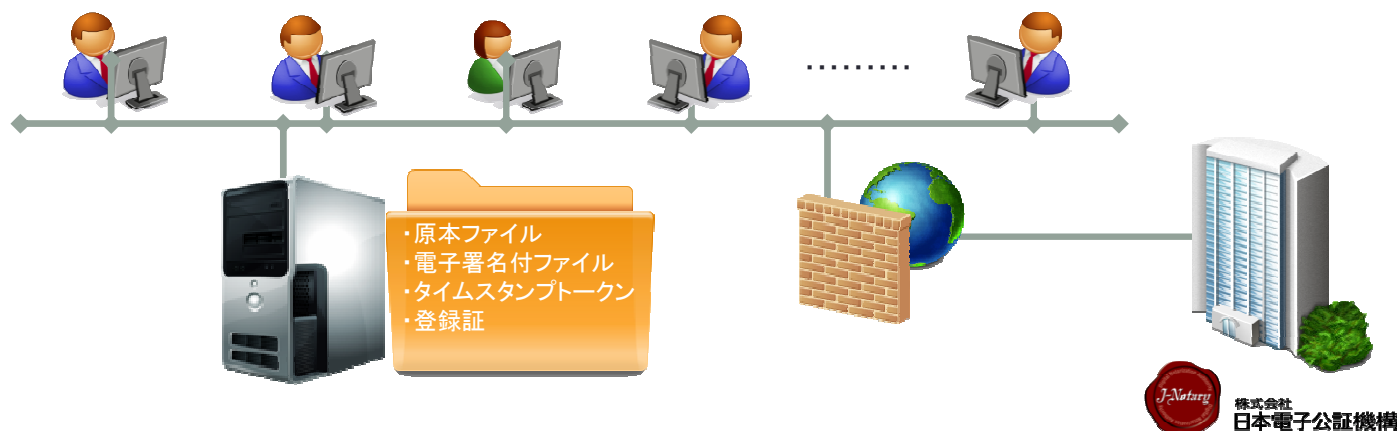 ・・・・・・・・・
・原本ファイル
・電子署名付ファイル
・タイムスタンプトークン
・登録証
J-Notary
株式会社
日本電子公証機構